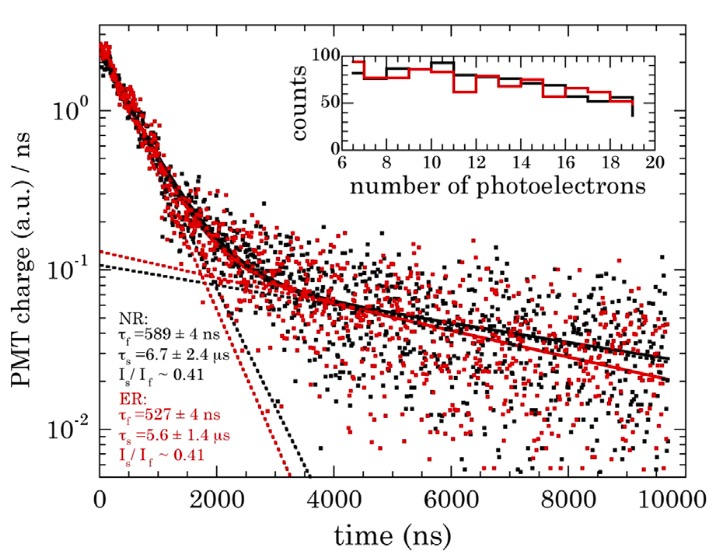 100
50
0
counts
6 8 10 12 14 16 18 20
number of photoelectrons
10⁰
10⁻¹
10⁻²
PMT charge (a.u.) / ns
NR:
τf =589 ± 4 ns
τs =6.7 ± 2.4 μs
Is/ If ~ 0.41
ER:
τf =527 ± 4 ns
τs =5.6 ± 1.4 μs
Is/ If ~ 0.41
0 2000 4000 6000 8000 10000
time (ns)